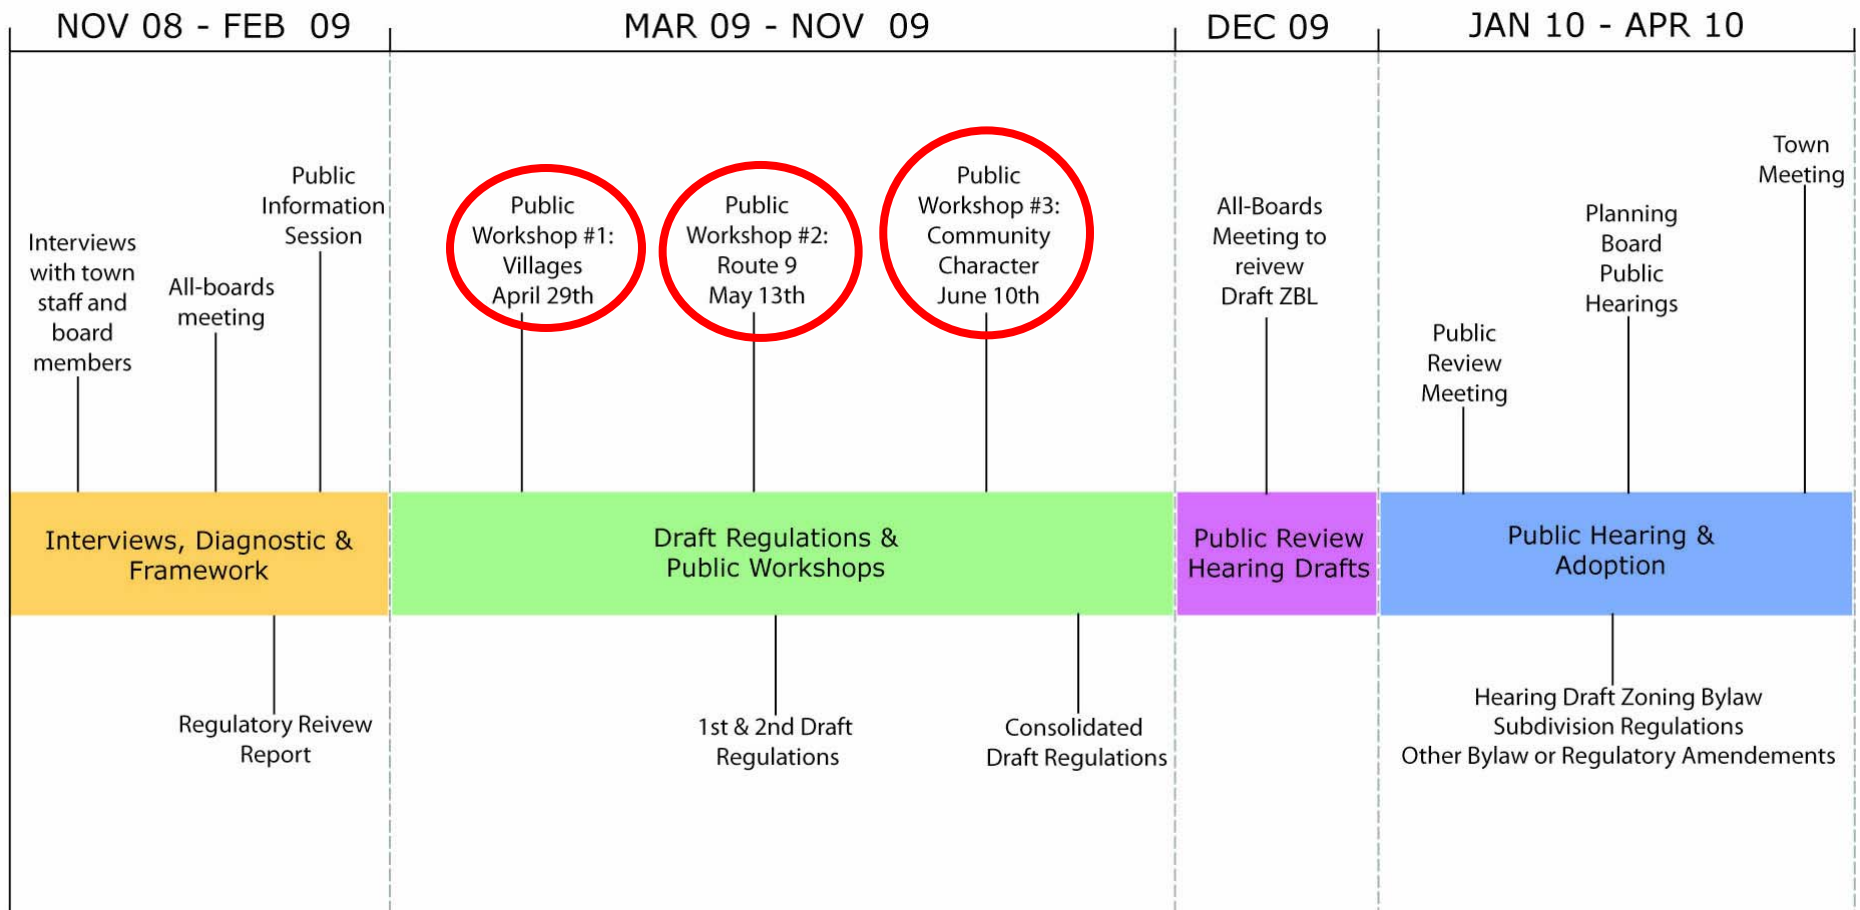 NOV 08 - FEB 09
MAR 09 - NOV 09
DEC 09
JAN 10 - APR 10
Interviews
with town
staff and
board
members
All-boards
meeting
Public
Information
Session
Public
Workshop #1:
Villages
April 29th
Public
Workshop #2:
Route 9
May 13th
Public
Workshop #3:
Community
Character
June 10th
All-Boards
Meeting to
reivew
Draft ZBL
Public
Review
Meeting
Planning
Board
Public
Hearings
Town
Meeting
Interviews, Diagnostic &
Framework
Draft Regulations &
Public Workshops
Public Review
Hearing Drafts
Public Hearing &
Adoption
Regulatory Reivew
Report
1st & 2nd Draft
Regulations
Consolidated
Draft Regulations
Hearing Draft Zoning Bylaw
Subdivision Regulations
Other Bylaw or Regulatory Amendements